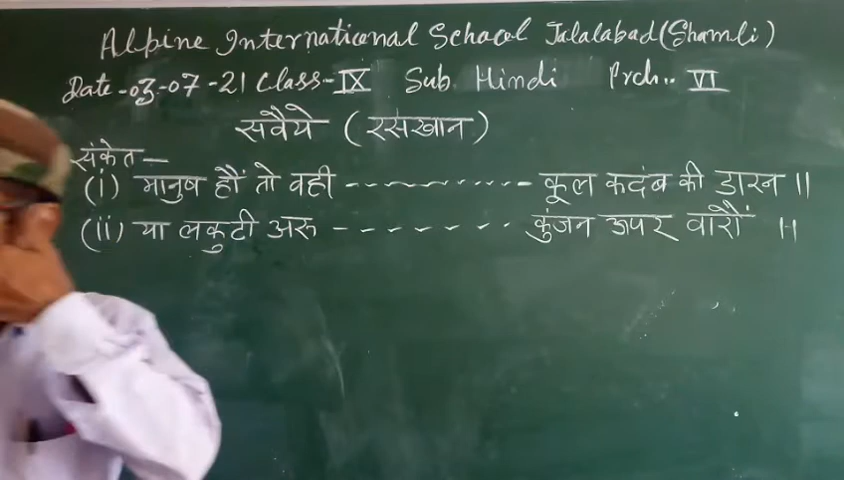 Alpine International School Jalalabad (Shamli)
Date -03-07-21 Class-IX Sub Hindi Prch.. VI
सवैये (रसखान)
संकेत —
(i) मानुष हौं तो वही ------------ कूल कदंब की डारन ॥
(ii) या लकुटी अरु -------- कुंजन ऊपर वारौं ॥